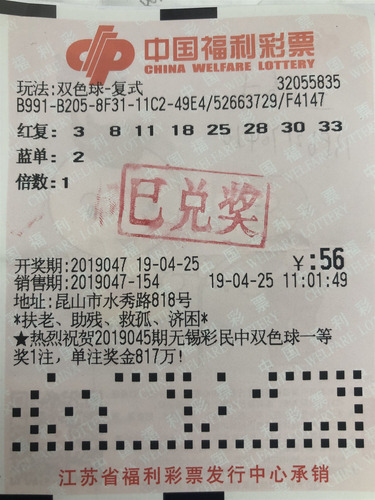 中国福利彩票
CHINA WELFARE LOTTERY
玩法:双色球-复式 32055835
B991-B205-8F31-11C2-49E4/52663729/F4147
红复: 3 8 11 18 25 28 30 33
蓝单: 2
倍数:1
已兑奖
开奖期:2019047 19-04-25 ￥:56
销售期:2019047-154 19-04-25 11:01:49
地址:昆山市水秀路818号
*扶老、助残、救孤、济困*
★热烈祝贺2019045期无锡彩民中双色球一等
奖1注，单注奖金817万!
江苏省福利彩票发行中心承销